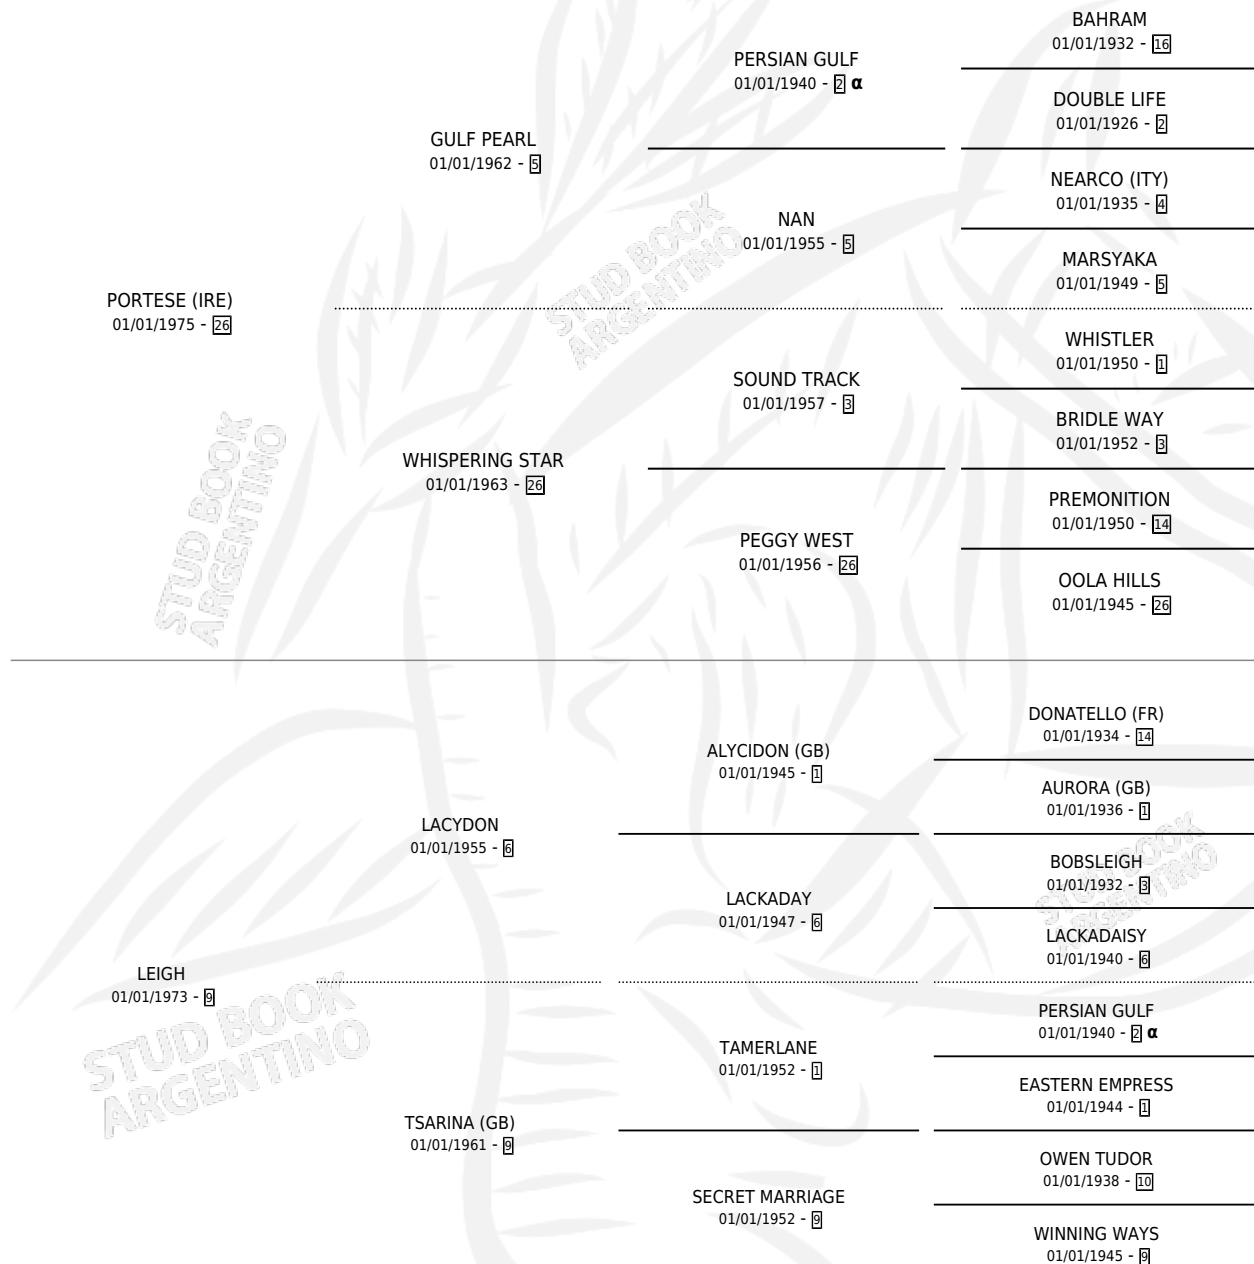 BAHRAM
01/01/1932 - 16
PERSIAN GULF
01/01/1940 - 2 α
DOUBLE LIFE
01/01/1926 - 2
GULF PEARL
01/01/1962 - 5
NEARCO (ITY)
01/01/1935 - 4
NAN
01/01/1955 - 5
MARSYAKA
01/01/1949 - 5
STUD BOOK
ARGENTINO
PORTESE (IRE)
01/01/1975 - 26
WHISTLER
01/01/1950 - 1
SOUND TRACK
01/01/1957 - 3
BRIDLE WAY
01/01/1952 - 3
STUD BOOK
ARGENTINO
WHISPERING STAR
01/01/1963 - 26
PREMONITION
01/01/1950 - 14
PEGGY WEST
01/01/1956 - 26
OOLA HILLS
01/01/1945 - 26
DONATELLO (FR)
01/01/1934 - 14
ALYCIDON (GB)
01/01/1945 - 1
AURORA (GB)
01/01/1936 - 1
LACYDON
01/01/1955 - 6
BOBSLEIGH
01/01/1932 - 3
STUD BOOK
ARGENTINO
LACKADAY
01/01/1947 - 6
LACKADAISY
01/01/1940 - 6
LEIGH
01/01/1973 - 9
STUD BOOK
ARGENTINO
PERSIAN GULF
01/01/1940 - 2 α
TAMERLANE
01/01/1952 - 1
EASTERN EMPRESS
01/01/1944 - 1
TSARINA (GB)
01/01/1961 - 9
OWEN TUDOR
01/01/1938 - 10
SECRET MARRIAGE
01/01/1952 - 9
WINNING WAYS
01/01/1945 - 9